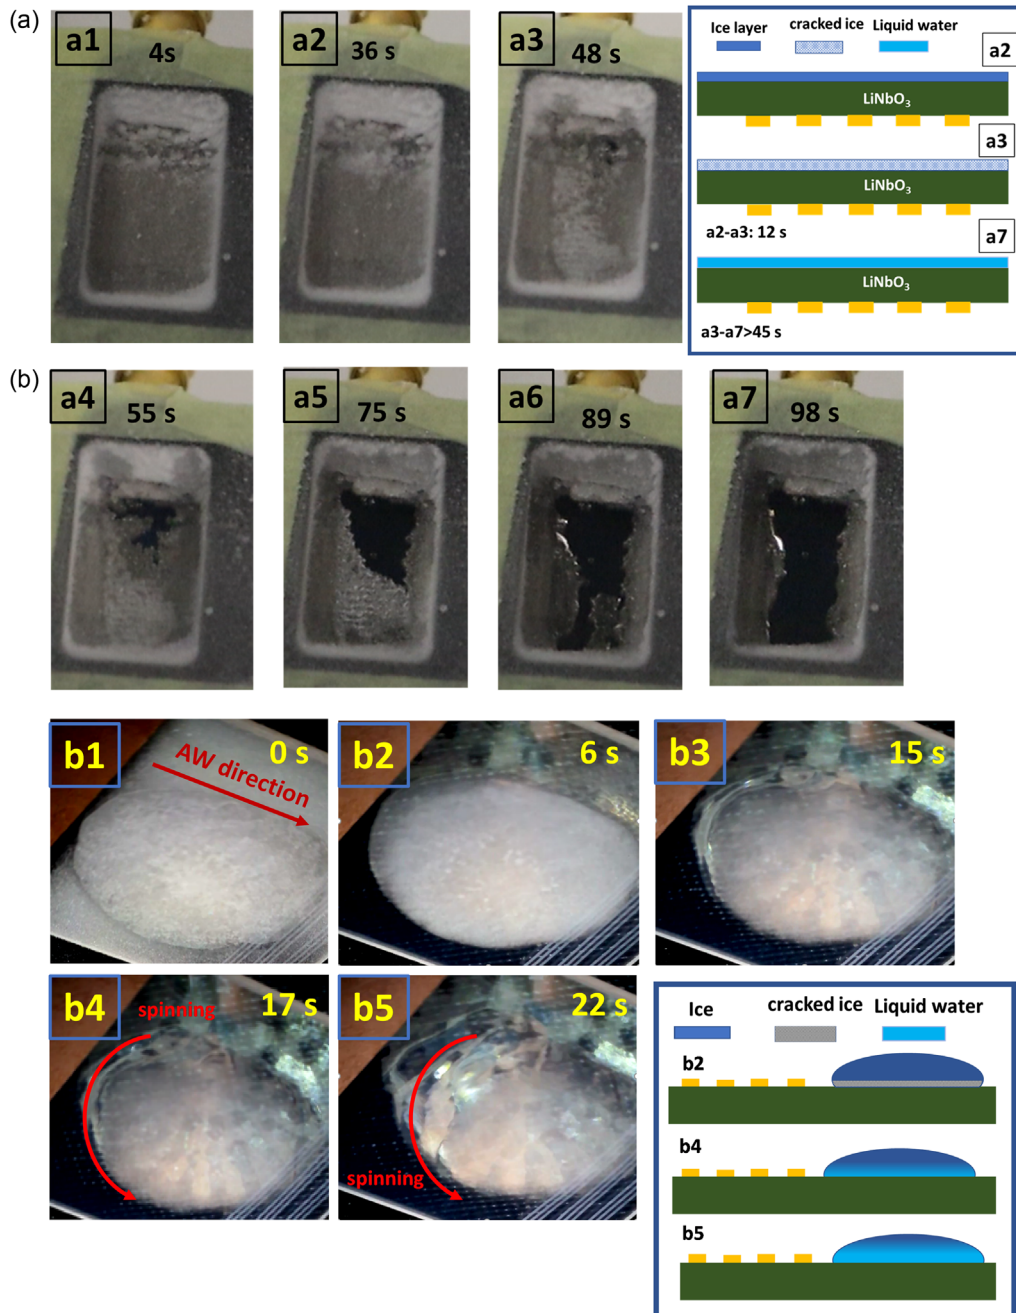 (a)
a1
4s
a2
36 s
a3
48 s
Ice layer
cracked ice
Liquid water
a2
LiNbO3
a3
LiNbO3
a2-a3: 12 s
a7
LiNbO3
a3-a7>45 s
(b)
a4
55 s
a5
75 s
a6
89 s
a7
98 s
b1
0 s
AW direction
b2
6 s
b3
15 s
b4
17 s
spinning
b5
22 s
spinning
Ice
cracked ice
Liquid water
b2
b4
b5